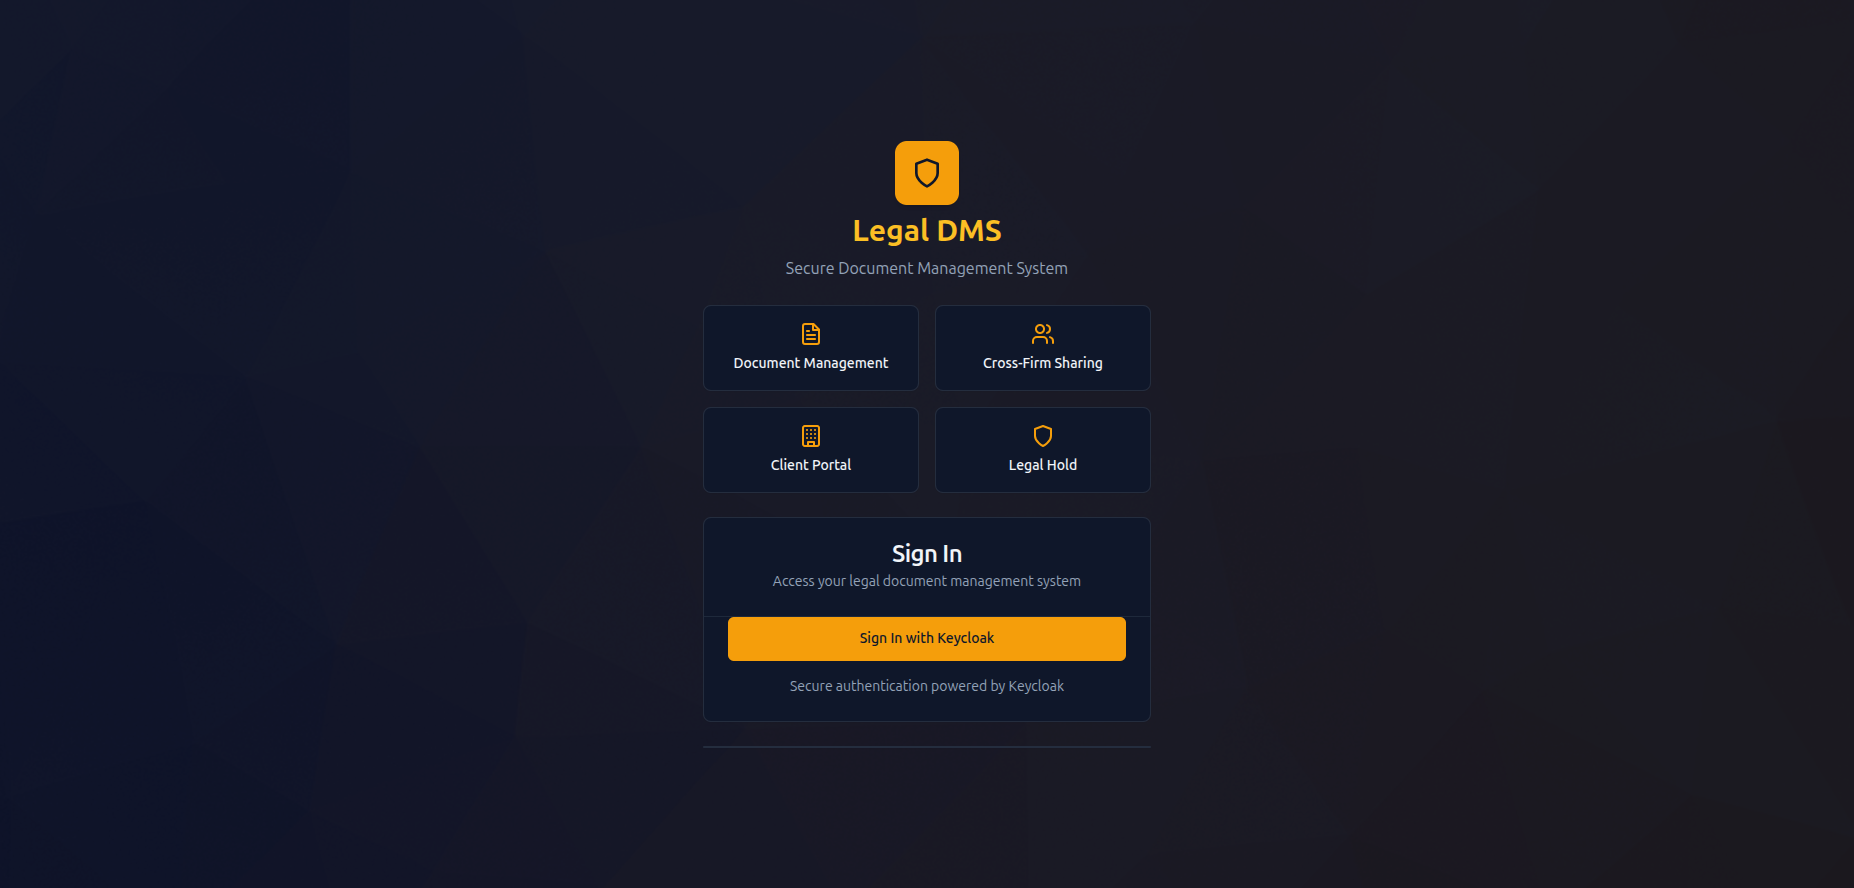 Legal DMS
Secure Document Management System
Document Management
Cross-Firm Sharing
Client Portal
Legal Hold
Sign In
Access your legal document management system
Sign In with Keycloak
Secure authentication powered by Keycloak